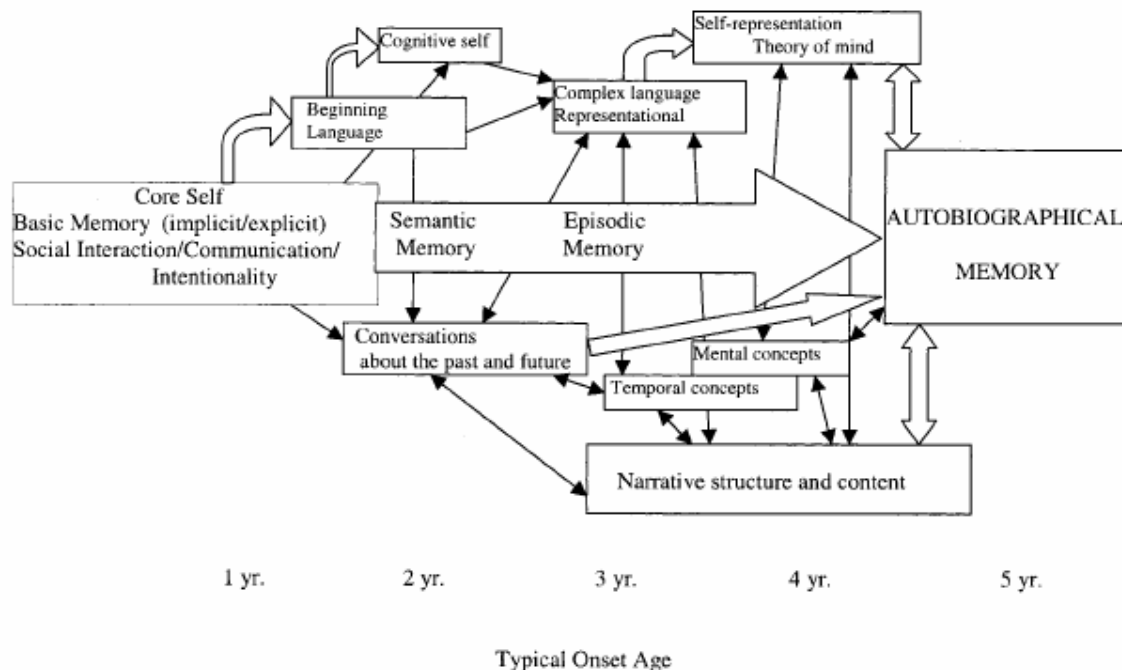 Self-representation
Theory of mind
Cognitive self
Complex language
Representational
Beginning
Language
Core Self
Basic Memory (implicit/explicit)
Social Interaction/Communication/
Intentionality
Semantic
Memory
Episodic
Memory
AUTOBIOGRAPHICAL
MEMORY
Conversations
about the past and future
Mental concepts
Temporal concepts
Narrative structure and content
1 yr.
2 yr.
3 yr.
4 yr.
5 yr.
Typical Onset Age